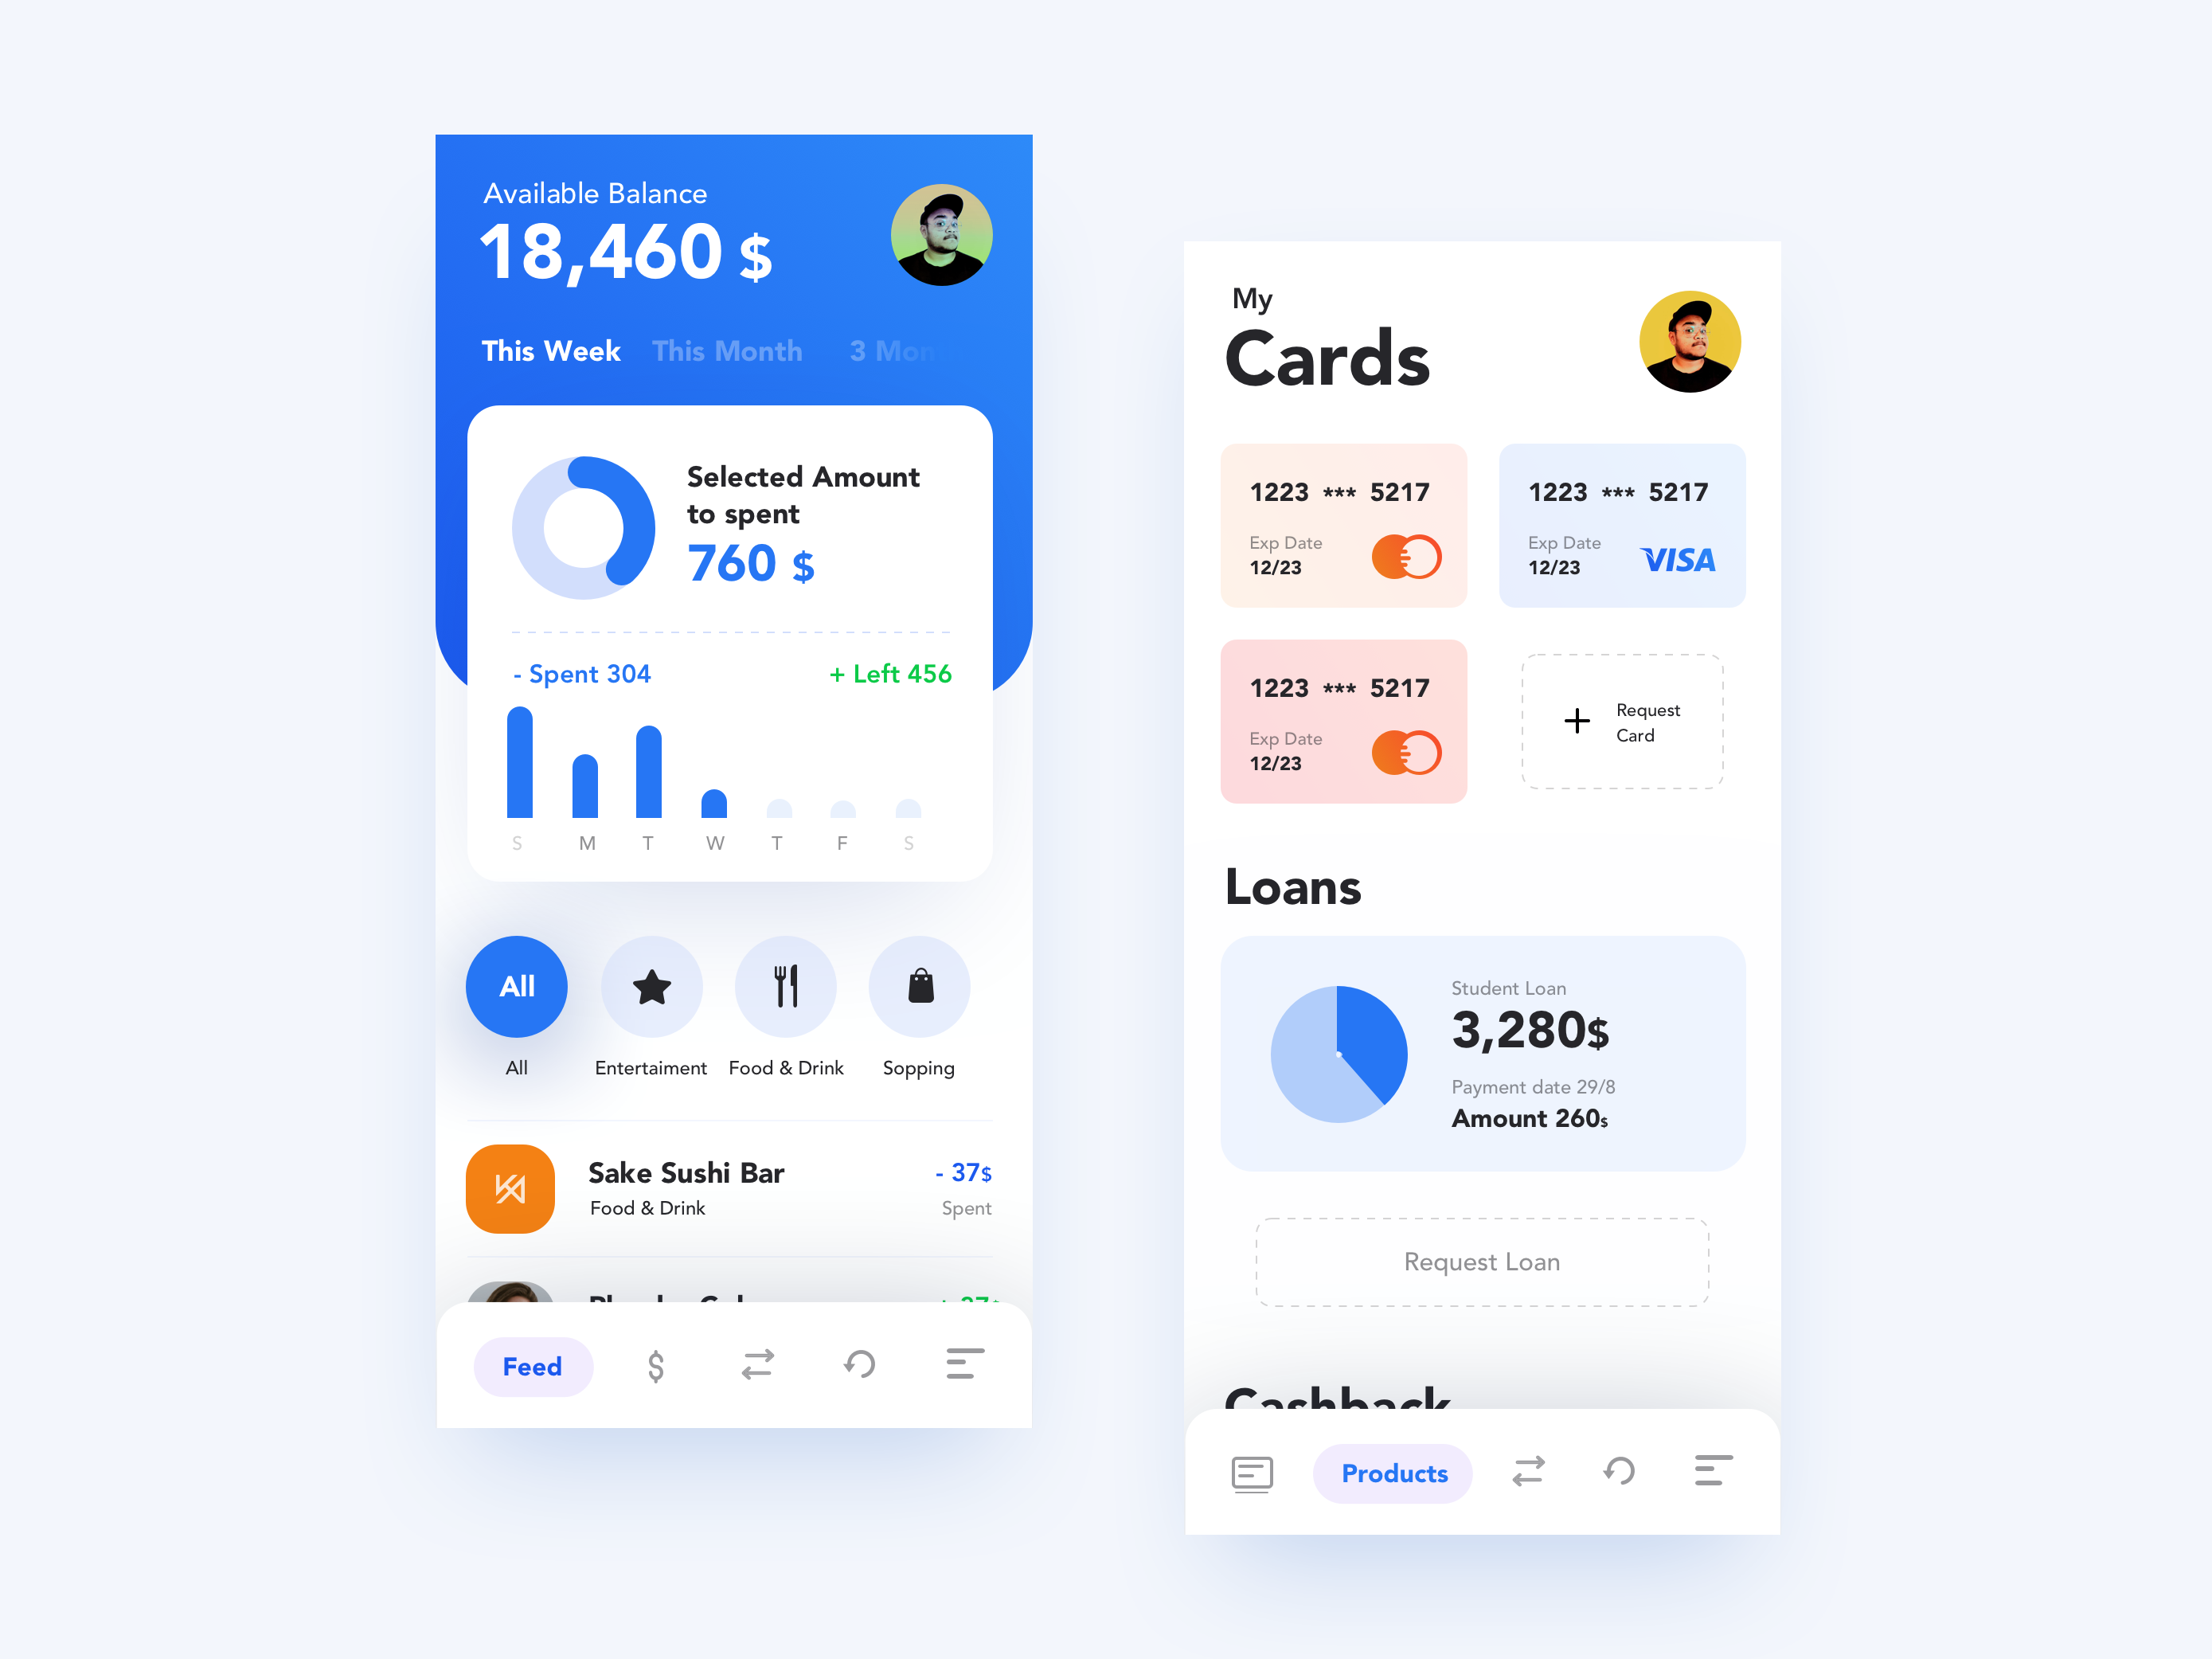 Available Balance
18,460 $
This Week This Month 3 Mon
Selected Amount
to spent
760 $
- Spent 304 + Left 456
S M T W T F S
All
All Entertaiment Food & Drink Sopping
Sake Sushi Bar - 37$
Food & Drink Spent
Feed $
My
Cards
1223 *** 5217
Exp Date
12/23
1223 *** 5217
Exp Date
12/23
VISA
1223 *** 5217
Exp Date
12/23
Request
Card
Loans
Student Loan
3,280$
Payment date 29/8
Amount 260$
Request Loan
Cashback
Products